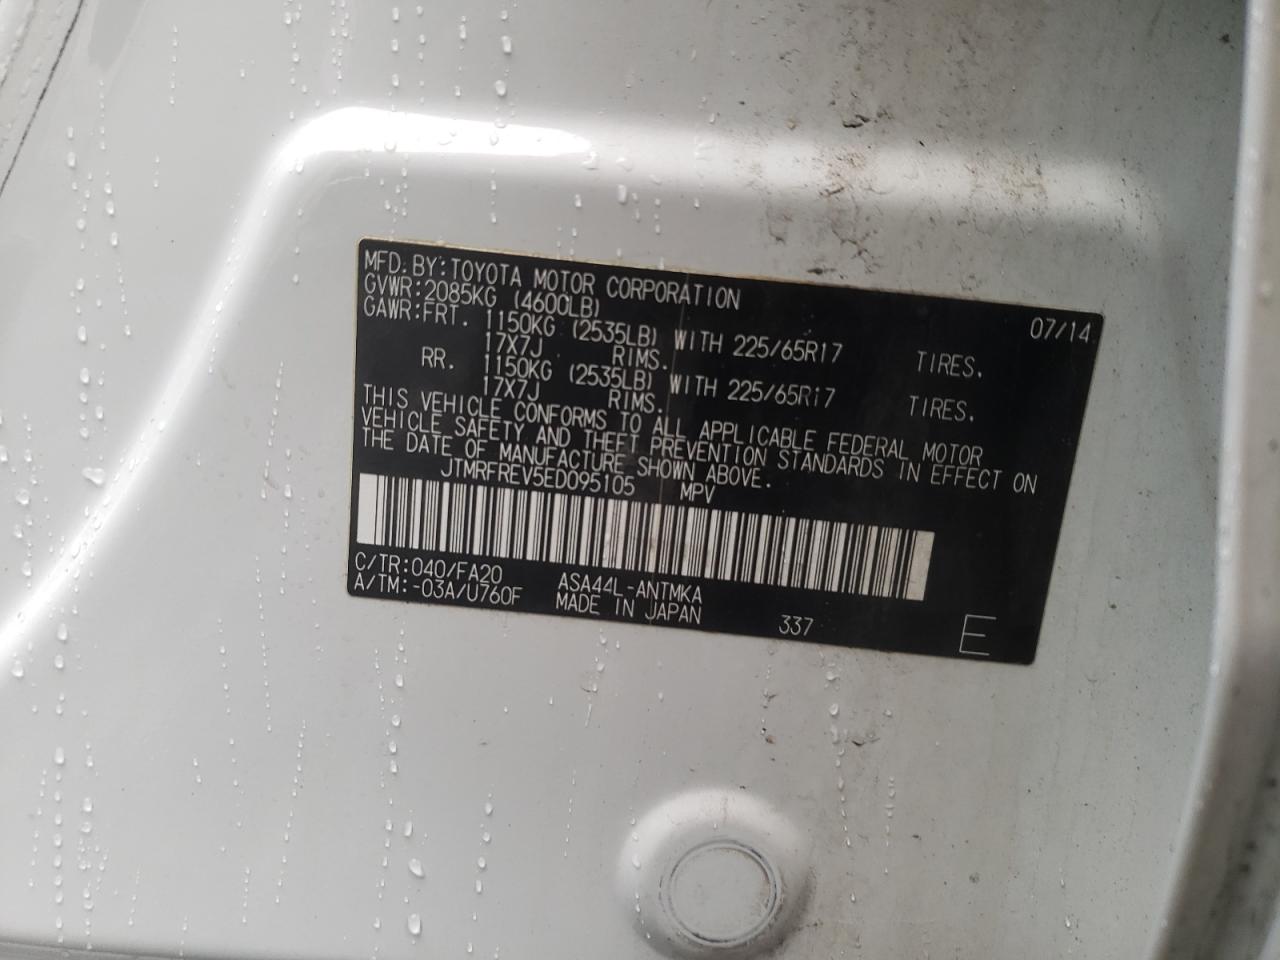 MFD. BY: TOYOTA MOTOR CORPORATION 07/14
GVWR: 2085KG (4600LB)
GAWR: FRT. 1150KG (2535LB) WITH 225/65R17 TIRES.
17X7J RIMS.
RR. 1150KG (2535LB) WITH 225/65R17 TIRES.
17X7J RIMS.
THIS VEHICLE CONFORMS TO ALL APPLICABLE FEDERAL MOTOR
VEHICLE SAFETY AND THEFT PREVENTION STANDARDS IN EFFECT ON
THE DATE OF MANUFACTURE SHOWN ABOVE.
JTMRFREV5ED095105 MPV
C/TR: 040/FA20 ASA44L-ANTMKA
A/TM: -03A/U760F MADE IN JAPAN 337 E